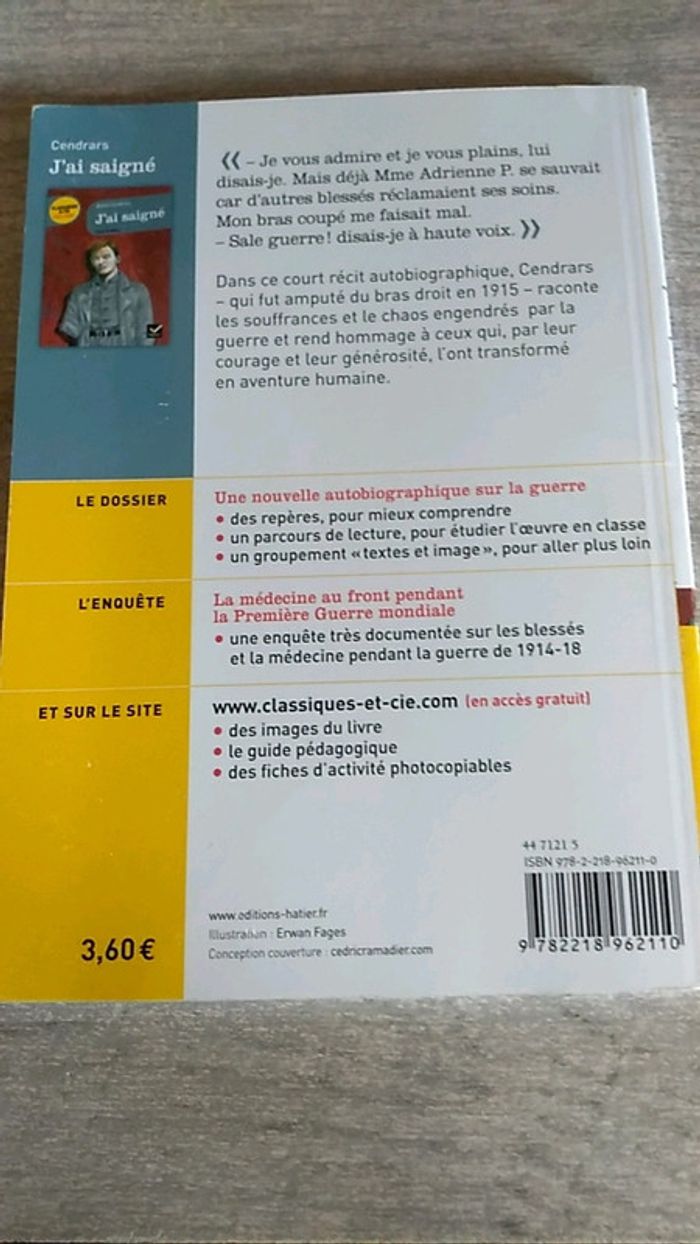 Cendrars
J'ai saigné
J'ai saigné
« – Je vous admire et je vous plains, lui
disais-je. Mais déjà Mme Adrienne P. se sauvait
car d'autres blessés réclamaient ses soins.
Mon bras coupé me faisait mal.
– Sale guerre! disais-je à haute voix. »
Dans ce court récit autobiographique, Cendrars
– qui fut amputé du bras droit en 1915 – raconte
les souffrances et le chaos engendrés par la
guerre et rend hommage à ceux qui, par leur
courage et leur générosité, l'ont transformé
en aventure humaine.
LE DOSSIER
Une nouvelle autobiographique sur la guerre
• des repères, pour mieux comprendre
• un parcours de lecture, pour étudier l'œuvre en classe
• un groupement «textes et image», pour aller plus loin
L'ENQUÊTE
La médecine au front pendant
la Première Guerre mondiale
• une enquête très documentée sur les blessés
et la médecine pendant la guerre de 1914-18
ET SUR LE SITE
www.classiques-et-cie.com (en accès gratuit)
• des images du livre
• le guide pédagogique
• des fiches d'activité photocopiables
44 7121 5
ISBN 978-2-218-96211-0
www.editions-hatier.fr
Illustration : Erwan Fages
Conception couverture : cedricramadier.com
3,60 €
9 782218 962110